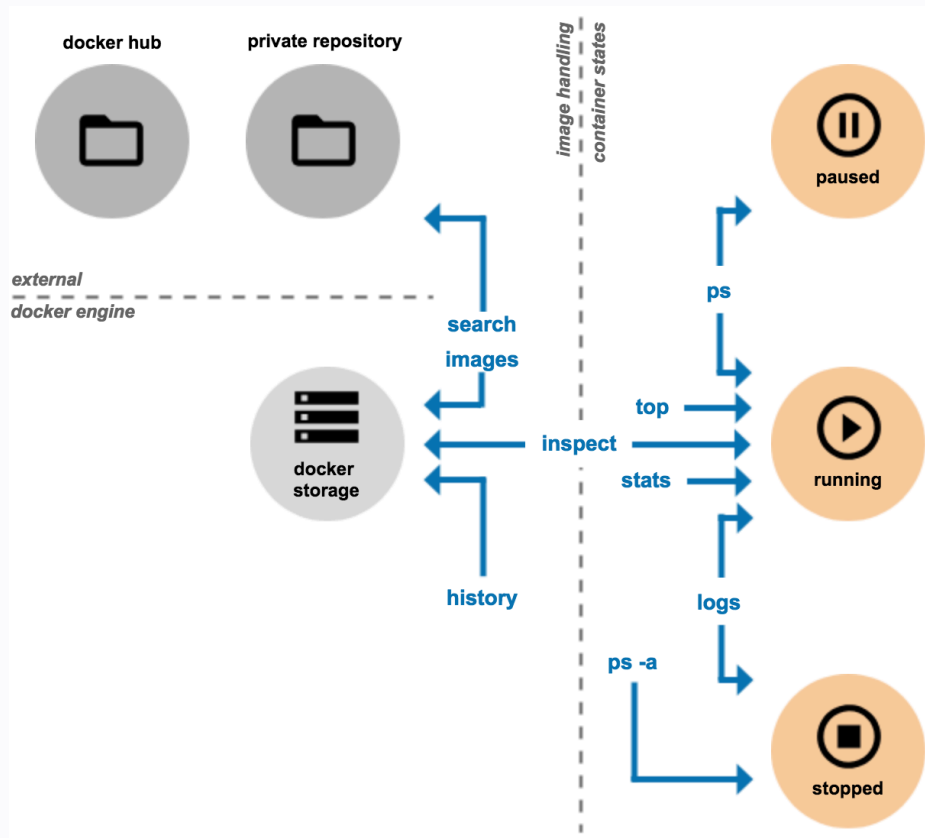 docker hub
private repository
image handling
container states
paused
external
docker engine
ps
search
images
top
inspect
stats
docker
storage
running
history
logs
ps -a
stopped